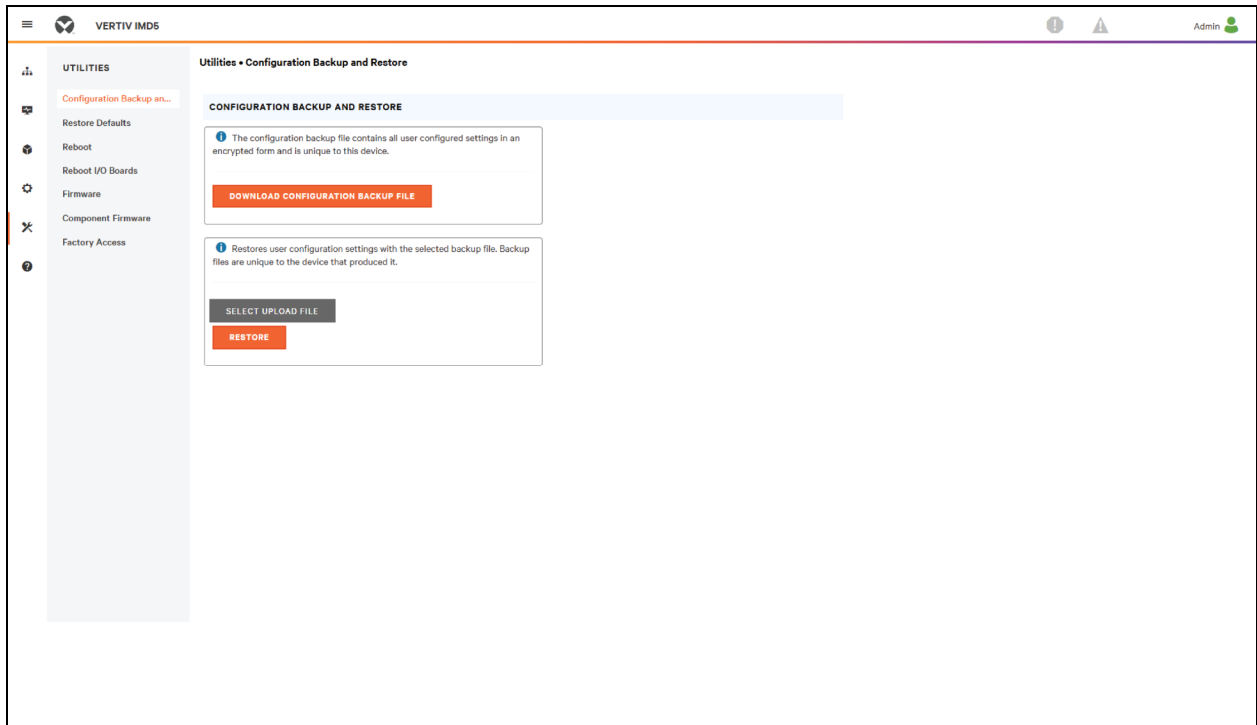 VERTIV IMD5
Admin
UTILITIES
Configuration Backup an...
Restore Defaults
Reboot
Reboot I/O Boards
Firmware
Component Firmware
Factory Access
Utilities • Configuration Backup and Restore
CONFIGURATION BACKUP AND RESTORE
The configuration backup file contains all user configured settings in an
encrypted form and is unique to this device.
DOWNLOAD CONFIGURATION BACKUP FILE
Restores user configuration settings with the selected backup file. Backup
files are unique to the device that produced it.
SELECT UPLOAD FILE
RESTORE